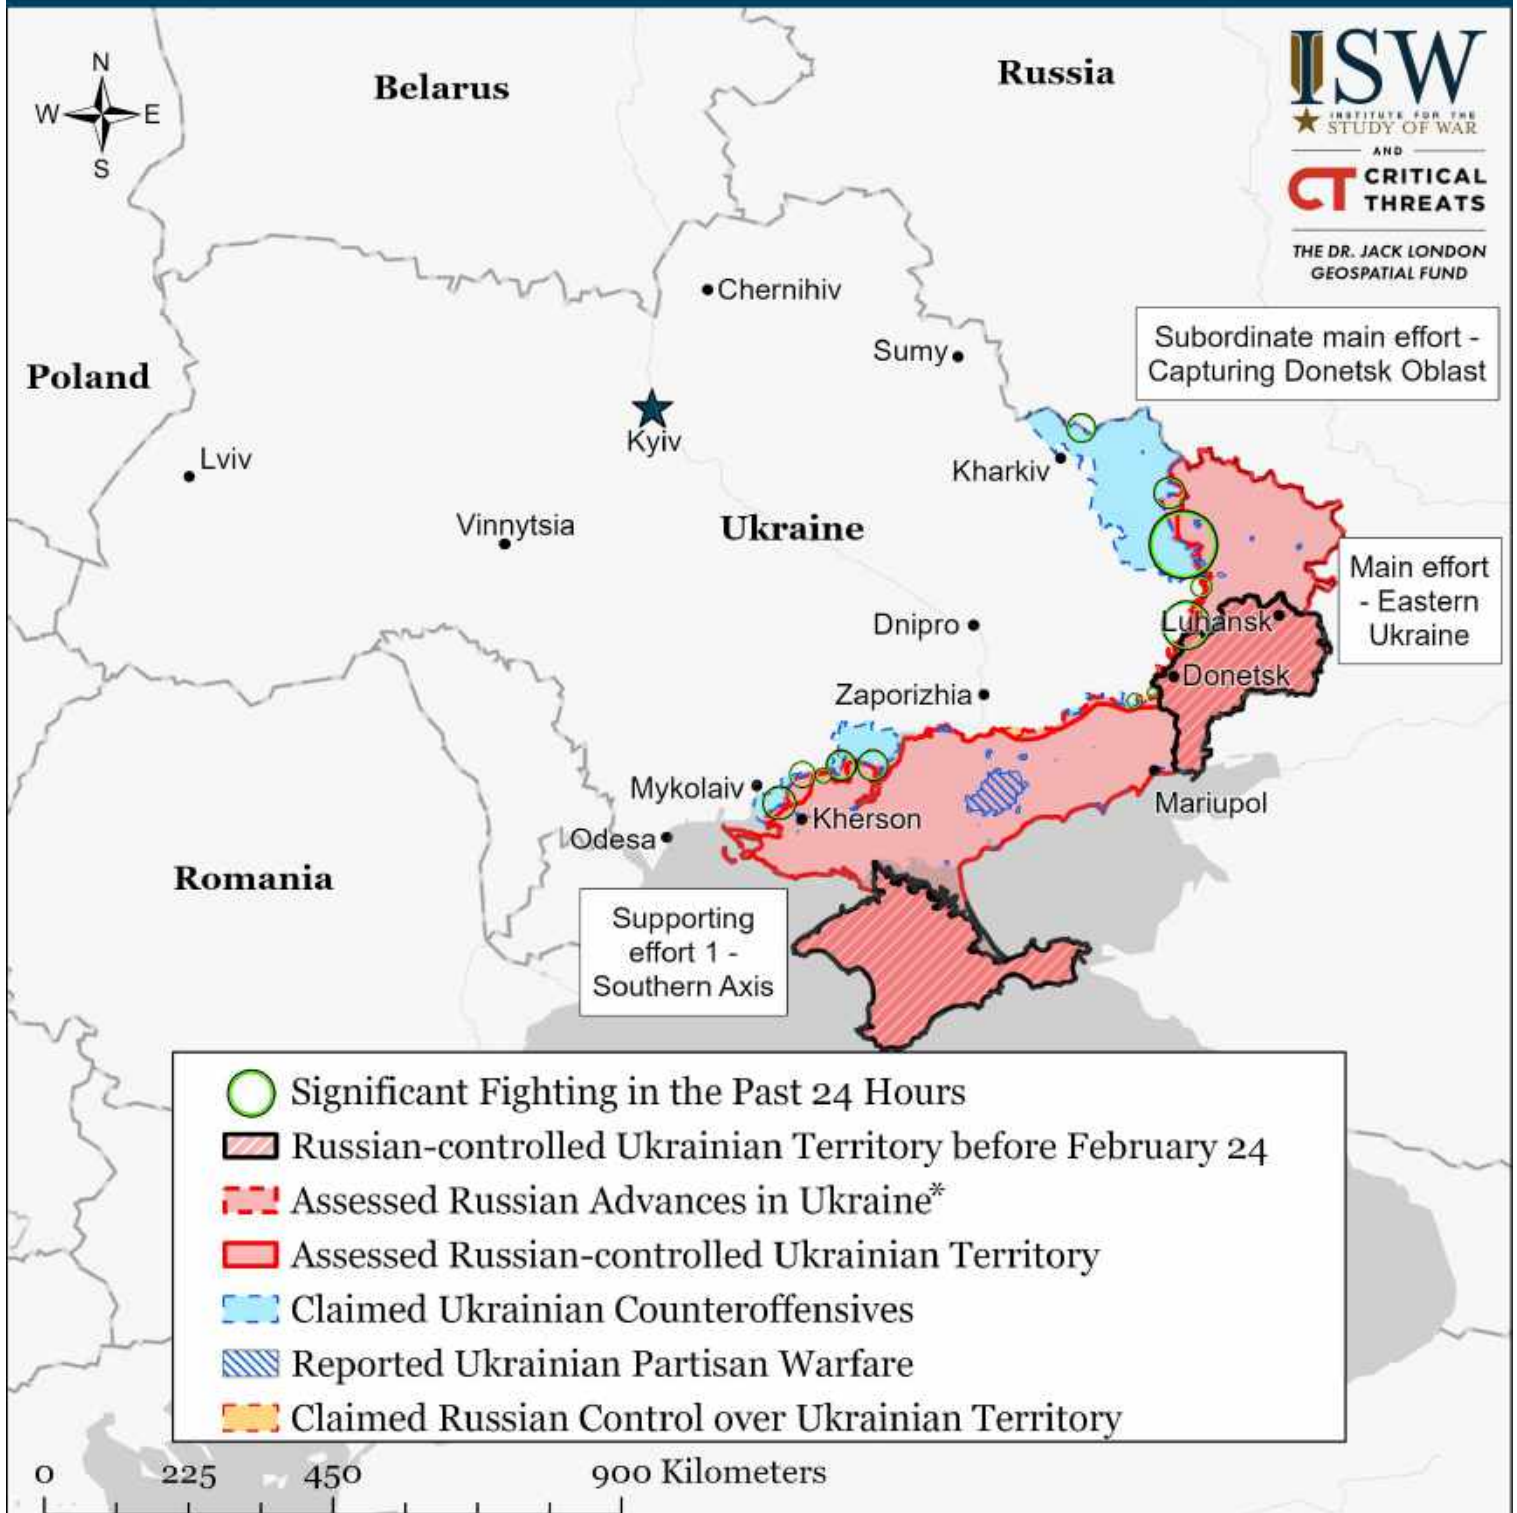 N
W E
S
Belarus
Russia
ISW
INSTITUTE FOR THE
STUDY OF WAR
AND
CT CRITICAL
THREATS
THE DR. JACK LONDON
GEOSPATIAL FUND
Chernihiv
Subordinate main effort -
Capturing Donetsk Oblast
Sumy
Poland
Kyiv
Lviv
Kharkiv
Vinnytsia
Ukraine
Main effort
- Eastern
Ukraine
Dnipro
Luhansk
Donetsk
Zaporizhia
Mykolaiv
Mariupol
Kherson
Odesa
Romania
Supporting
effort 1 -
Southern Axis
Significant Fighting in the Past 24 Hours
Russian-controlled Ukrainian Territory before February 24
Assessed Russian Advances in Ukraine*
Assessed Russian-controlled Ukrainian Territory
Claimed Ukrainian Counteroffensives
Reported Ukrainian Partisan Warfare
Claimed Russian Control over Ukrainian Territory
0 225 450 900 Kilometers